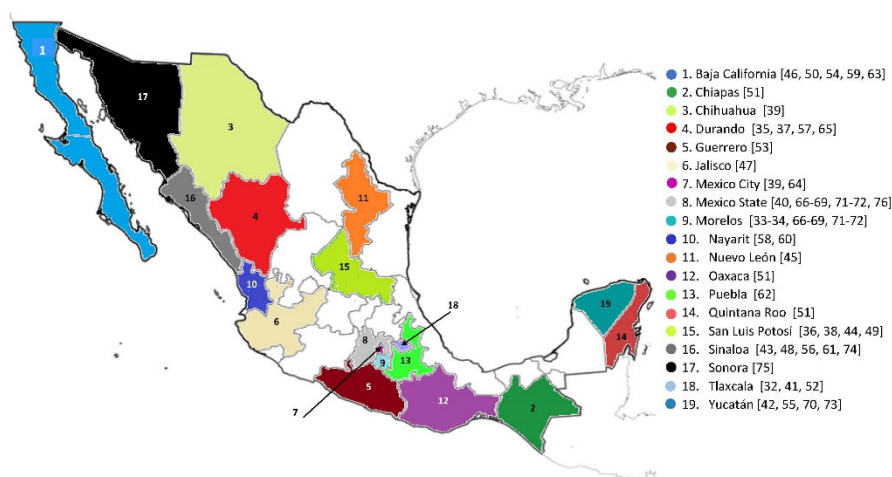 1
17
3
16
4
11
15
10
6
18
8
9
13
7
5
12
2
19
14
1. Baja California [46, 50, 54, 59, 63]
2. Chiapas [51]
3. Chihuahua [39]
4. Durando [35, 37, 57, 65]
5. Guerrero [53]
6. Jalisco [47]
7. Mexico City [39, 64]
8. Mexico State [40, 66-69, 71-72, 76]
9. Morelos [33-34, 66-69, 71-72]
10. Nayarit [58, 60]
11. Nuevo León [45]
12. Oaxaca [51]
13. Puebla [62]
14. Quintana Roo [51]
15. San Luis Potosí [36, 38, 44, 49]
16. Sinaloa [43, 48, 56, 61, 74]
17. Sonora [75]
18. Tlaxcala [32, 41, 52]
19. Yucatán [42, 55, 70, 73]